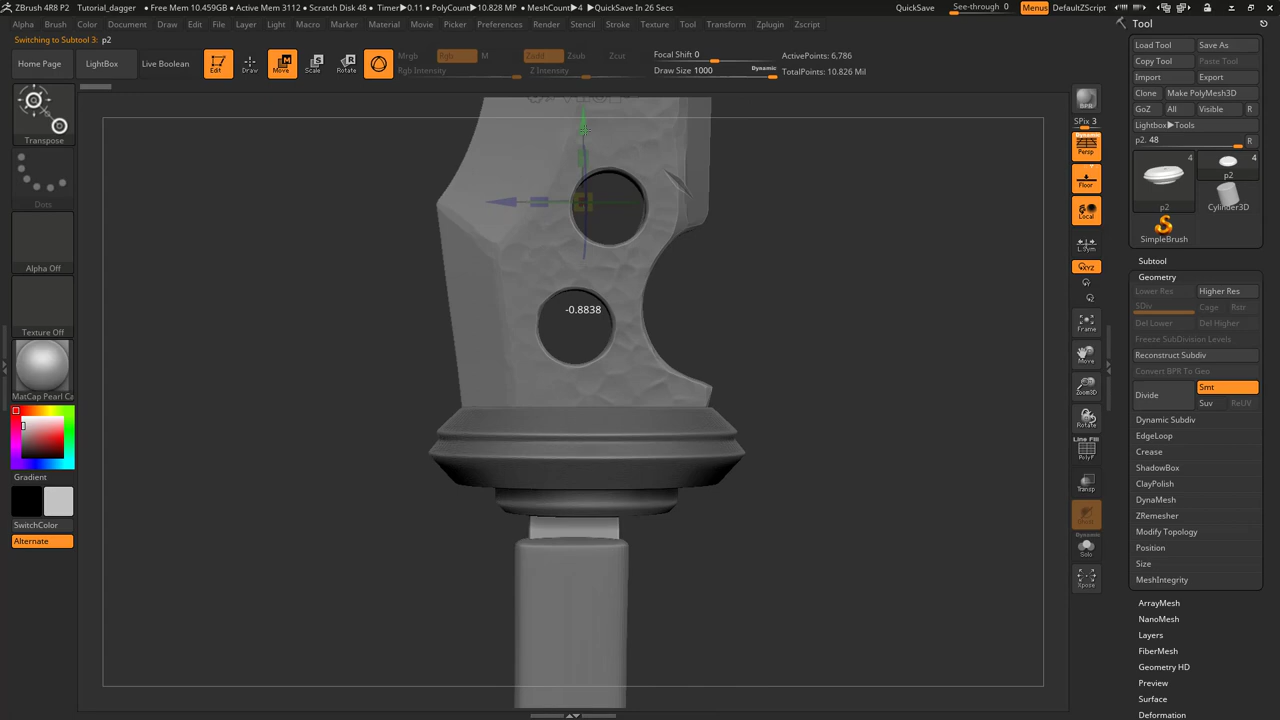 ZBrush 4R8 P2 Tutorial_dagger ● Free Mem 10.459GB ● Active Mem 3112 ● Scratch Disk 48 ● Timer▶0.11 ● PolyCount▶10.828 MP ● MeshCount▶4 ▶QuickSave In 26 Secs QuickSave See-through 0 Menus DefaultZScript
Alpha Brush Color Document Draw Edit File Layer Light Macro Marker Material Movie Picker Preferences Render Stencil Stroke Texture Tool Transform Zplugin Zscript
Switching to Subtool 3: p2
Home Page
LightBox
Live Boolean
Edit
Draw
Move
Scale
Rotate
Mrgb
Rgb
M
Rgb Intensity
Zadd
Zsub
Zcut
Z Intensity
Focal Shift 0
Draw Size 1000
Dynamic
ActivePoints: 6,786
TotalPoints: 10.826 Mil
Transpose
Dots
Alpha Off
Texture Off
MatCap Pearl Ca
Gradient
SwitchColor
Alternate
-0.8838
BPR
SPix 3
Dynamic
Persp
Floor
Local
L.Sym
XYZ
Frame
Move
Zoom3D
Rotate
Line Fill
PolyF
Transp
Ghost
Dynamic
Solo
Xpose
Tool
Load Tool
Save As
Copy Tool
Paste Tool
Import
Export
Clone
Make PolyMesh3D
GoZ
All
Visible
R
Lightbox▶Tools
p2. 48
R
4
4
p2
p2
Cylinder3D
SimpleBrush
Subtool
Geometry
Lower Res
Higher Res
SDiv
Cage
Rstr
Del Lower
Del Higher
Freeze SubDivision Levels
Reconstruct Subdiv
Convert BPR To Geo
Divide
Smt
Suv
ReUV
Dynamic Subdiv
EdgeLoop
Crease
ShadowBox
ClayPolish
DynaMesh
ZRemesher
Modify Topology
Position
Size
MeshIntegrity
ArrayMesh
NanoMesh
Layers
FiberMesh
Geometry HD
Preview
Surface
Deformation